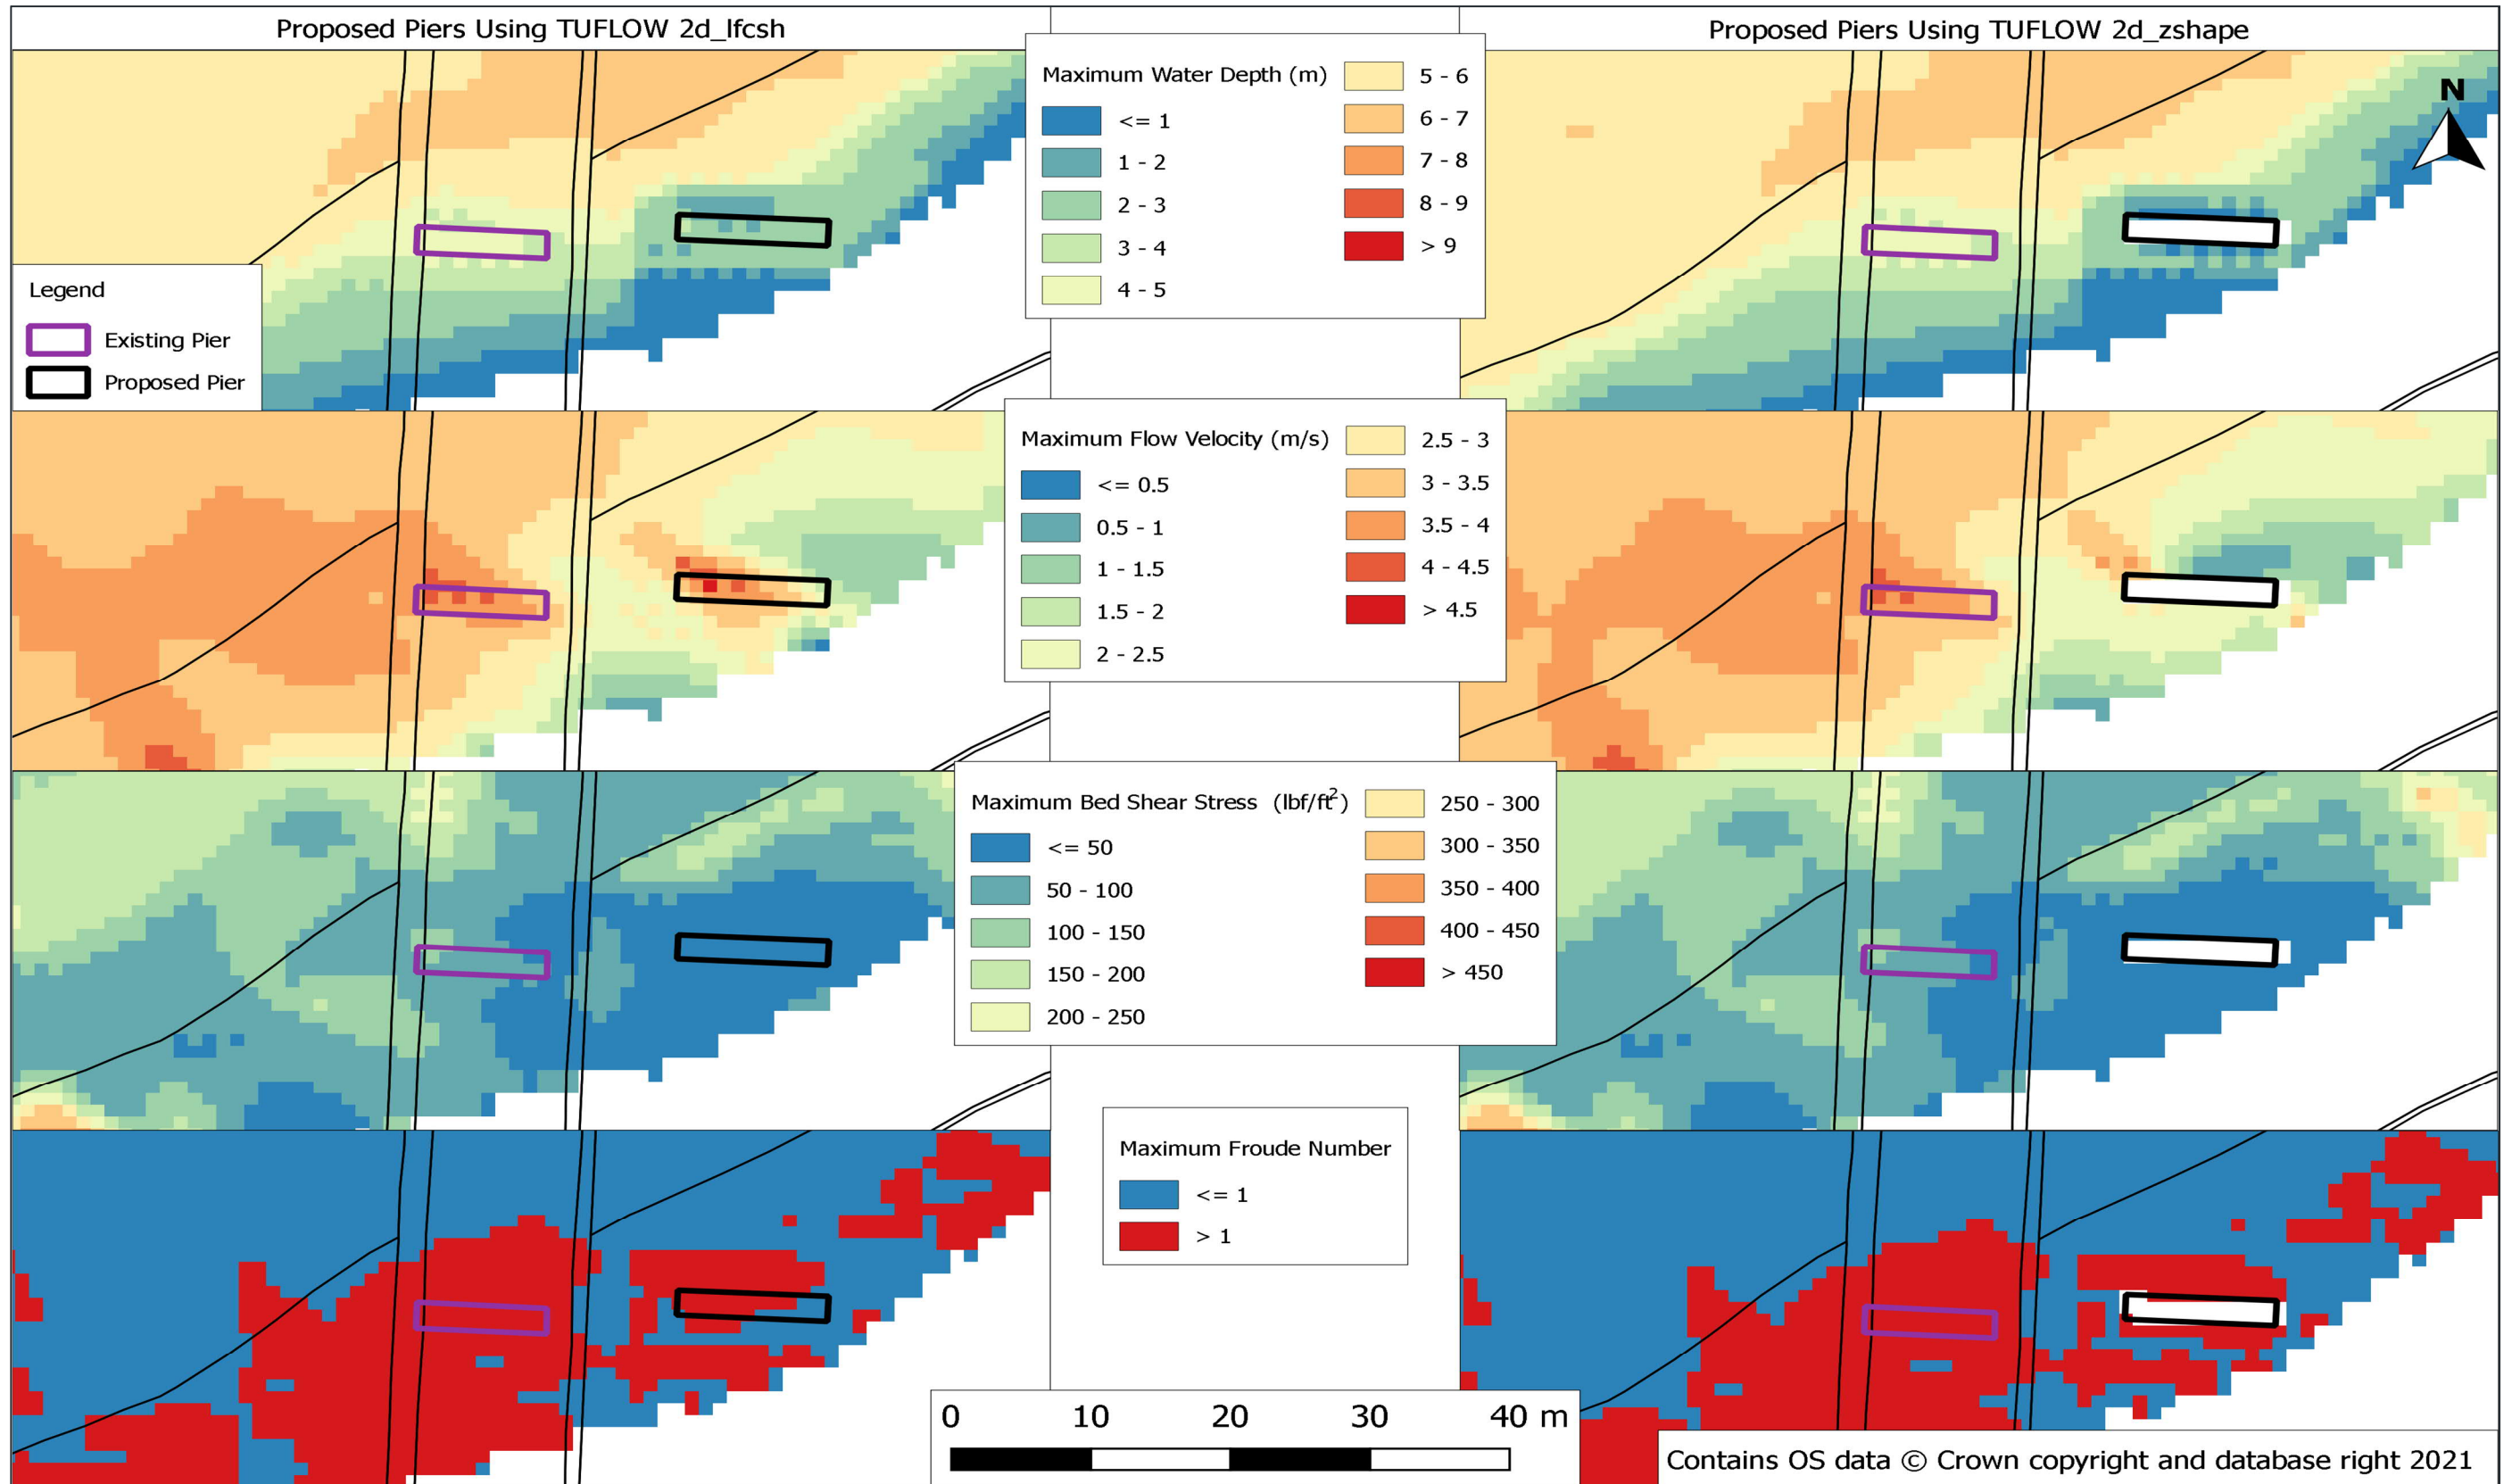 Proposed Piers Using TUFLOW 2d_lfcsh
Proposed Piers Using TUFLOW 2d_zshape
Maximum Water Depth (m)
<= 1
1 - 2
2 - 3
3 - 4
4 - 5
5 - 6
6 - 7
7 - 8
8 - 9
> 9
N
Legend
Existing Pier
Proposed Pier
Maximum Flow Velocity (m/s)
<= 0.5
0.5 - 1
1 - 1.5
1.5 - 2
2 - 2.5
2.5 - 3
3 - 3.5
3.5 - 4
4 - 4.5
> 4.5
Maximum Bed Shear Stress (lbf/ft²)
<= 50
50 - 100
100 - 150
150 - 200
200 - 250
250 - 300
300 - 350
350 - 400
400 - 450
> 450
Maximum Froude Number
<= 1
> 1
0 10 20 30 40 m
Contains OS data © Crown copyright and database right 2021